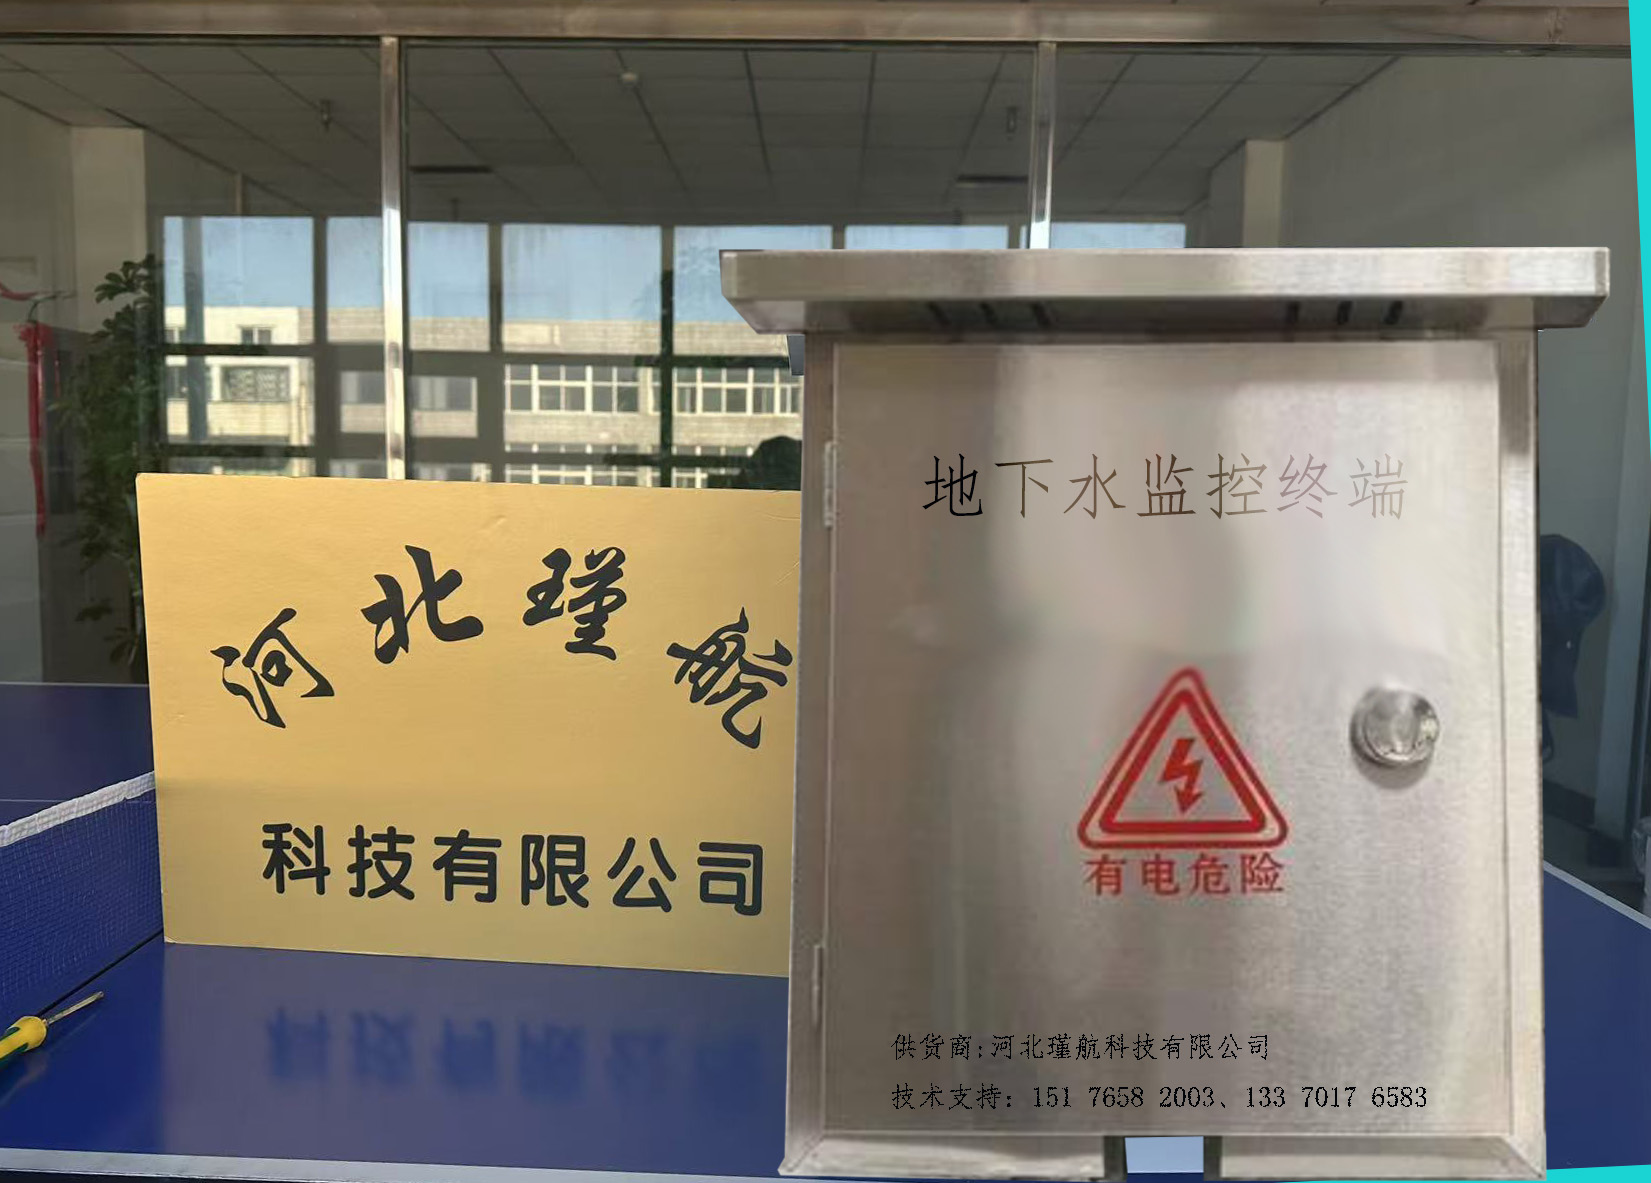 河北瑾航
科技有限公司
地下水监控终端
有电危险
供货商:河北瑾航科技有限公司
技术支持：151 7658 2003、133 7017 6583